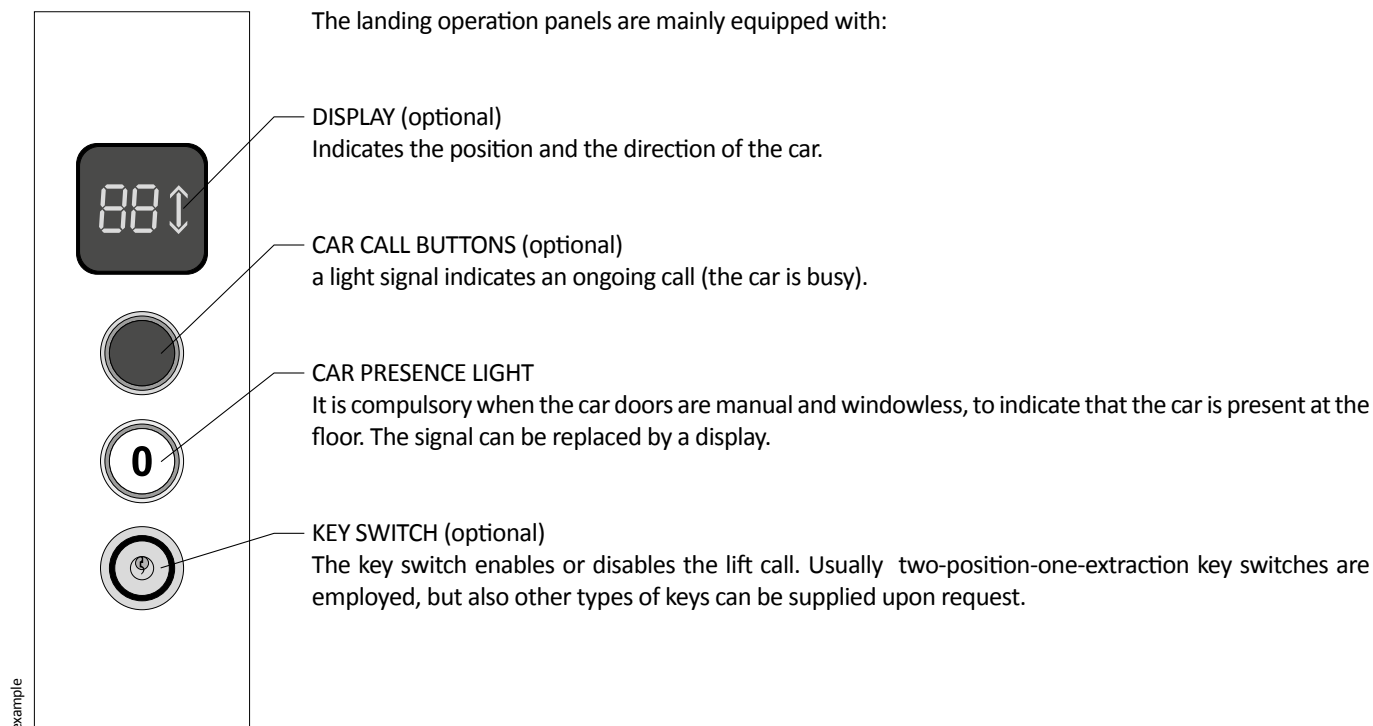 The landing operation panels are mainly equipped with:
DISPLAY (optional)
Indicates the position and the direction of the car.
88
CAR CALL BUTTONS (optional)
a light signal indicates an ongoing call (the car is busy).
CAR PRESENCE LIGHT
It is compulsory when the car doors are manual and windowless, to indicate that the car is present at the
floor. The signal can be replaced by a display.
0
KEY SWITCH (optional)
The key switch enables or disables the lift call. Usually two-position-one-extraction key switches are
employed, but also other types of keys can be supplied upon request.
example